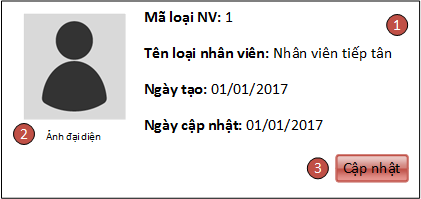 Mã loại NV: 1
1
Tên loại nhân viên: Nhân viên tiếp tân
Ngày tạo: 01/01/2017
Ngày cập nhật: 01/01/2017
2
Ảnh đại diện
3
Cập nhật